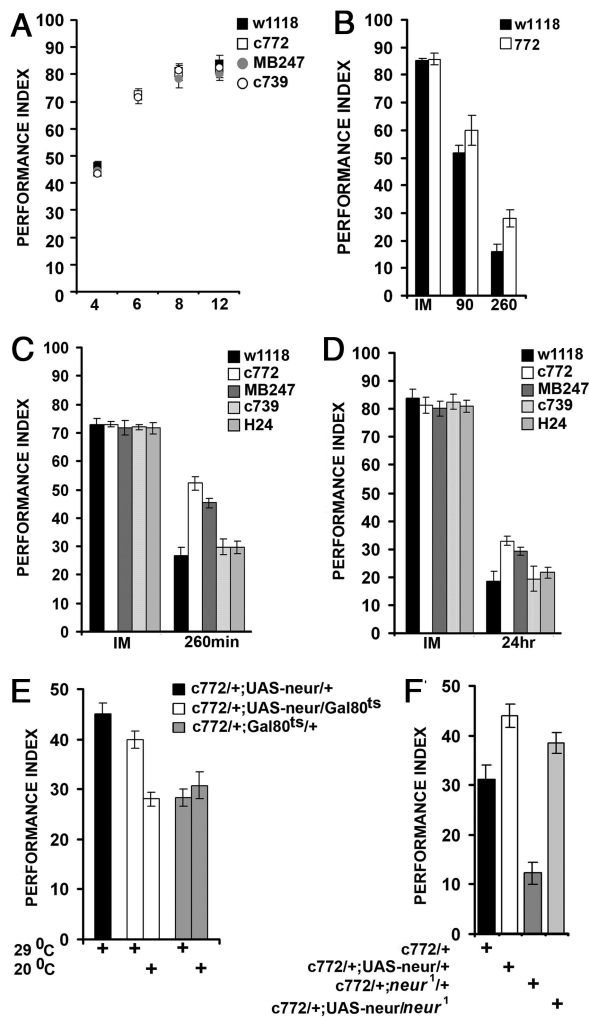 A
PERFORMANCE INDEX
100
90
80
70
60
50
40
30
20
10
0
4 6 8 12
w1118
c772
MB247
c739
B
PERFORMANCE INDEX
100
90
80
70
60
50
40
30
20
10
0
IM 90 260
w1118
772
C
PERFORMANCE INDEX
100
90
80
70
60
50
40
30
20
10
0
IM 260min
w1118
c772
MB247
c739
H24
D
PERFORMANCE INDEX
100
90
80
70
60
50
40
30
20
10
0
IM 24hr
w1118
c772
MB247
c739
H24
E
PERFORMANCE INDEX
50
40
30
20
10
0
c772/+;UAS-neur/+
c772/+;UAS-neur/Gal80ts
c772/+;Gal80ts/+
29 0C + + +
20 0C + +
F
PERFORMANCE INDEX
50
40
30
20
10
0
c772/+ +
c772/+;UAS-neur/+ +
c772/+;neur1/+ +
c772/+;UAS-neur/neur1 +